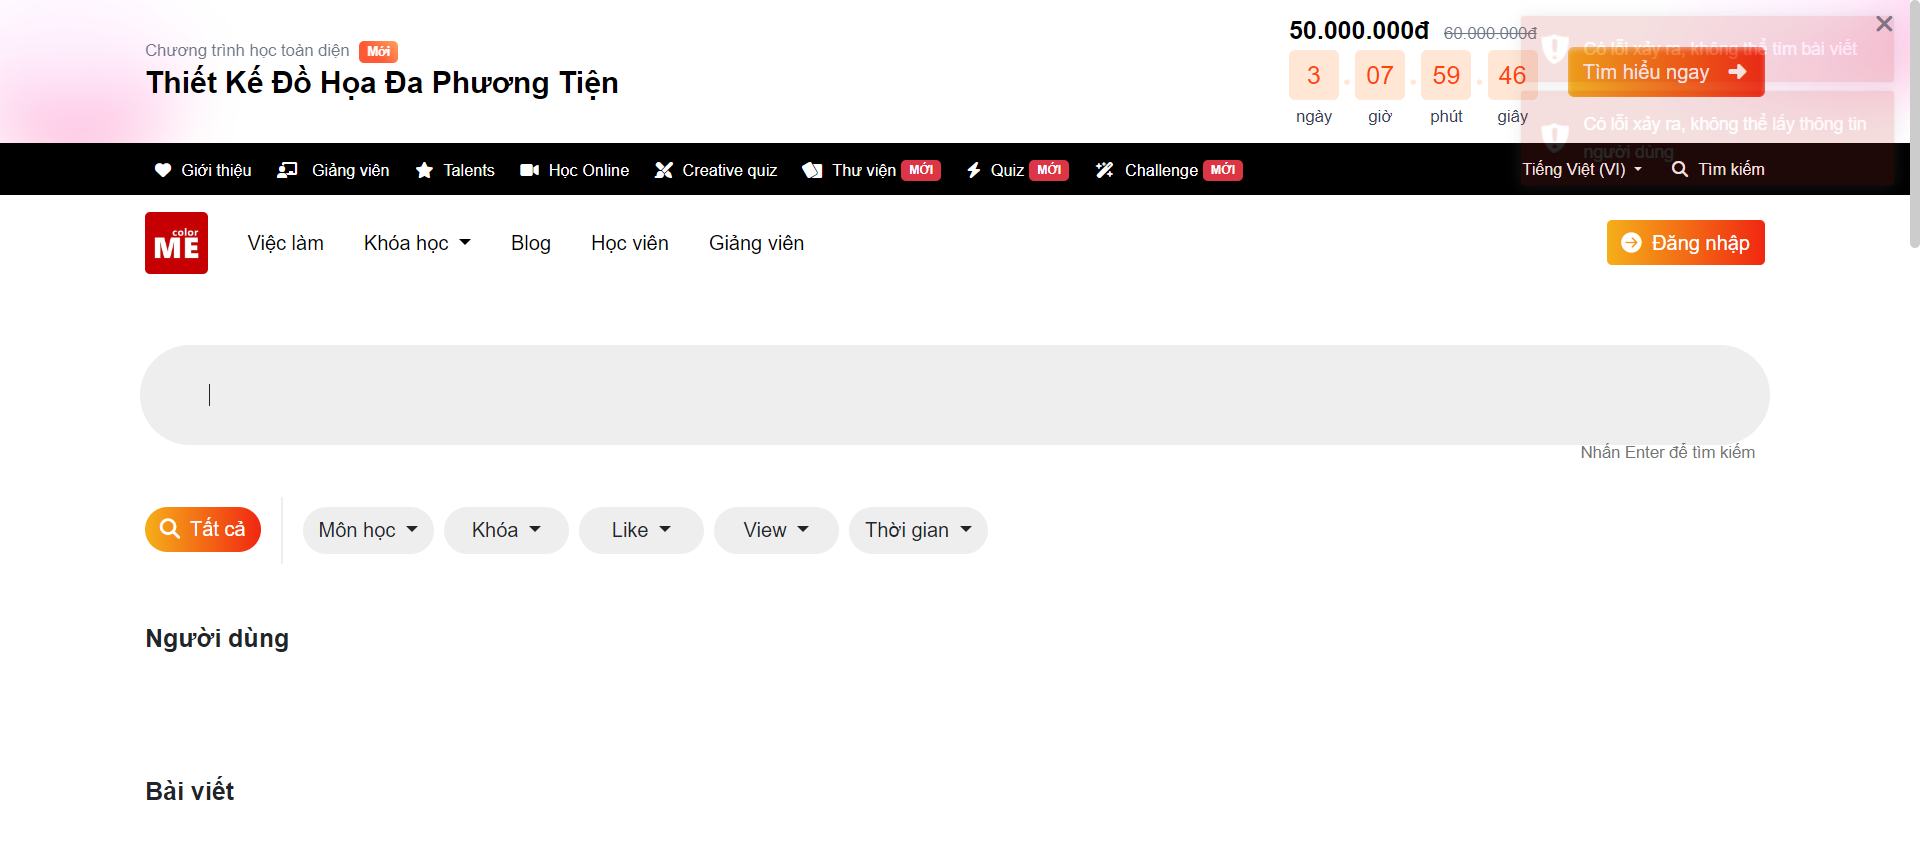 Chương trình học toàn diện Mới
Thiết Kế Đồ Họa Đa Phương Tiện
50.000.000đ 60.000.000đ
3 07 59 46
ngày giờ phút giây
Tìm hiểu ngay
Có lỗi xảy ra, không thể tìm bài viết
Có lỗi xảy ra, không thể lấy thông tin
người dùng
Giới thiệu Giảng viên Talents Học Online Creative quiz Thư viện MỚI Quiz MỚI Challenge MỚI Tiếng Việt (VI) Tìm kiếm
color
ME
Việc làm Khóa học Blog Học viên Giảng viên Đăng nhập
Nhấn Enter để tìm kiếm
Tất cả Môn học Khóa Like View Thời gian
Người dùng
Bài viết